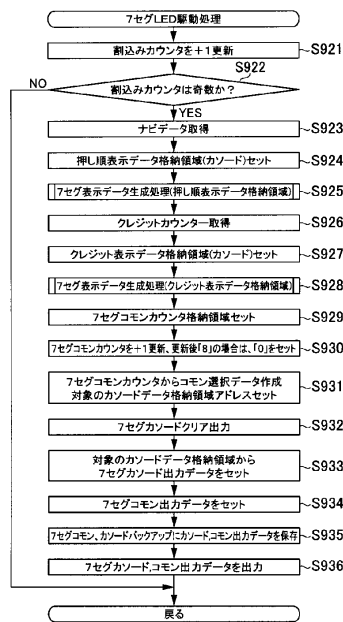 7セグLED駆動処理
割込みカウンタを+1更新
S921
S922
割込みカウンタは奇数か?
NO
YES
ナビデータ取得
S923
押し順表示データ格納領域(カソード)セット
S924
7セグ表示データ生成処理(押し順表示データ格納領域)
S925
クレジットカウンター取得
S926
クレジット表示データ格納領域(カソード)セット
S927
7セグ表示データ生成処理(クレジット表示データ格納領域)
S928
7セグコモンカウンタ格納領域セット
S929
7セグコモンカウンタを+1更新、更新後「8」の場合は、「0」をセット
S930
7セグコモンカウンタからコモン選択データ作成
対象のカソードデータ格納領域アドレスセット
S931
7セグカソードクリア出力
S932
対象のカソードデータ格納領域から
7セグカソード出力データをセット
S933
7セグコモン出力データをセット
S934
7セグコモン、カソードバックアップにカソード,コモン出力データを保存
S935
7セグカソード,コモン出力データを出力
S936
戻る